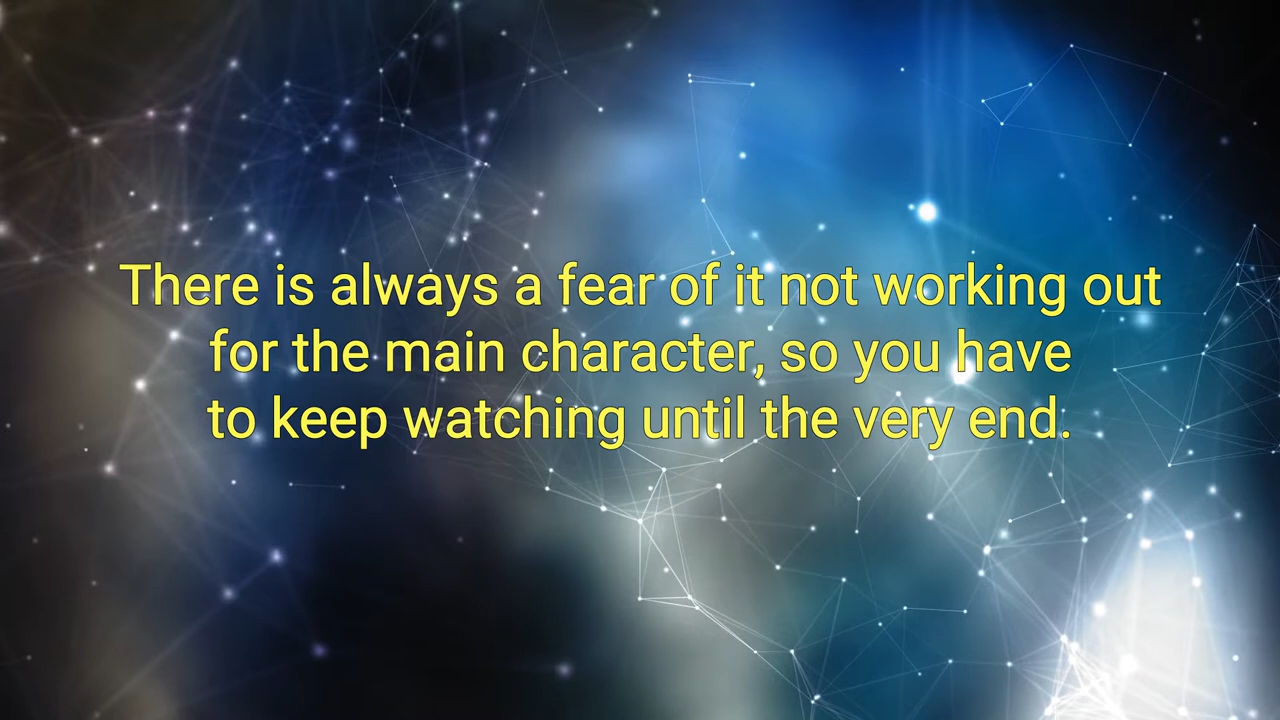 There is always a fear of it not working out
for the main character, so you have
to keep watching until the very end.